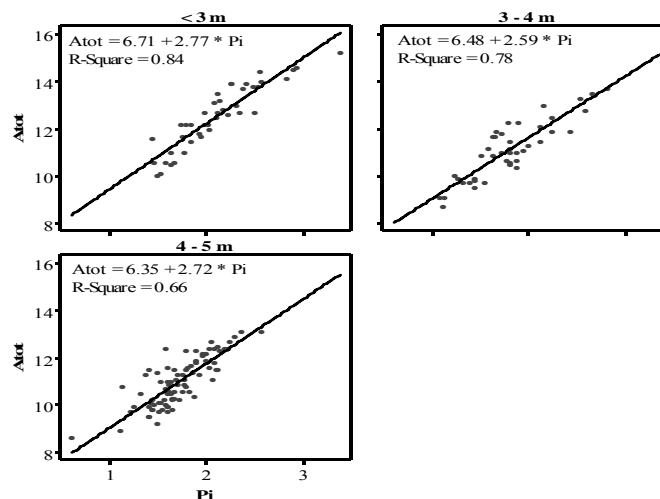 < 3 m
3 - 4 m
16
14
12
10
8
Atot
Atot = 6.71 + 2.77 * Pi
R-Square = 0.84
Atot = 6.48 + 2.59 * Pi
R-Square = 0.78
4 - 5 m
16
14
12
10
8
Atot
Atot = 6.35 + 2.72 * Pi
R-Square = 0.66
1 2 3
Pi